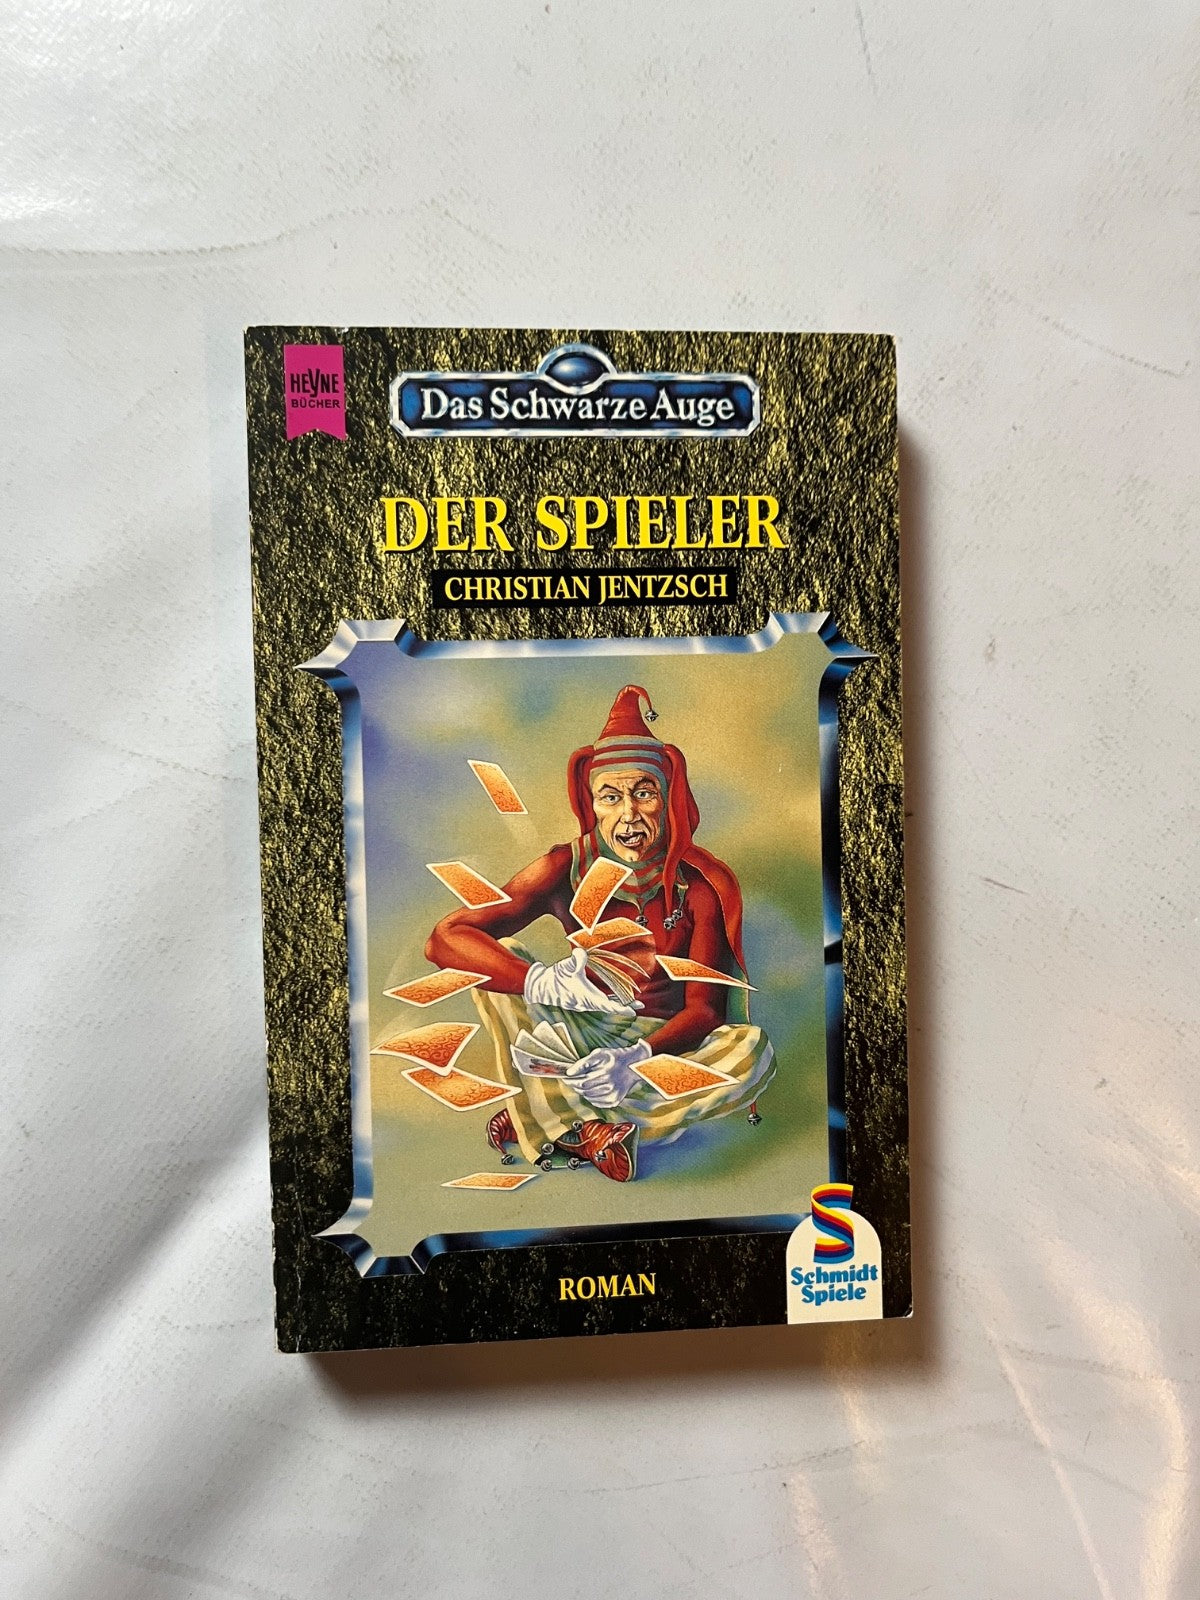 HEYNE
BÜCHER
Das Schwarze Auge
DER SPIELER
CHRISTIAN JENTZSCH
ROMAN
Schmidt
Spiele